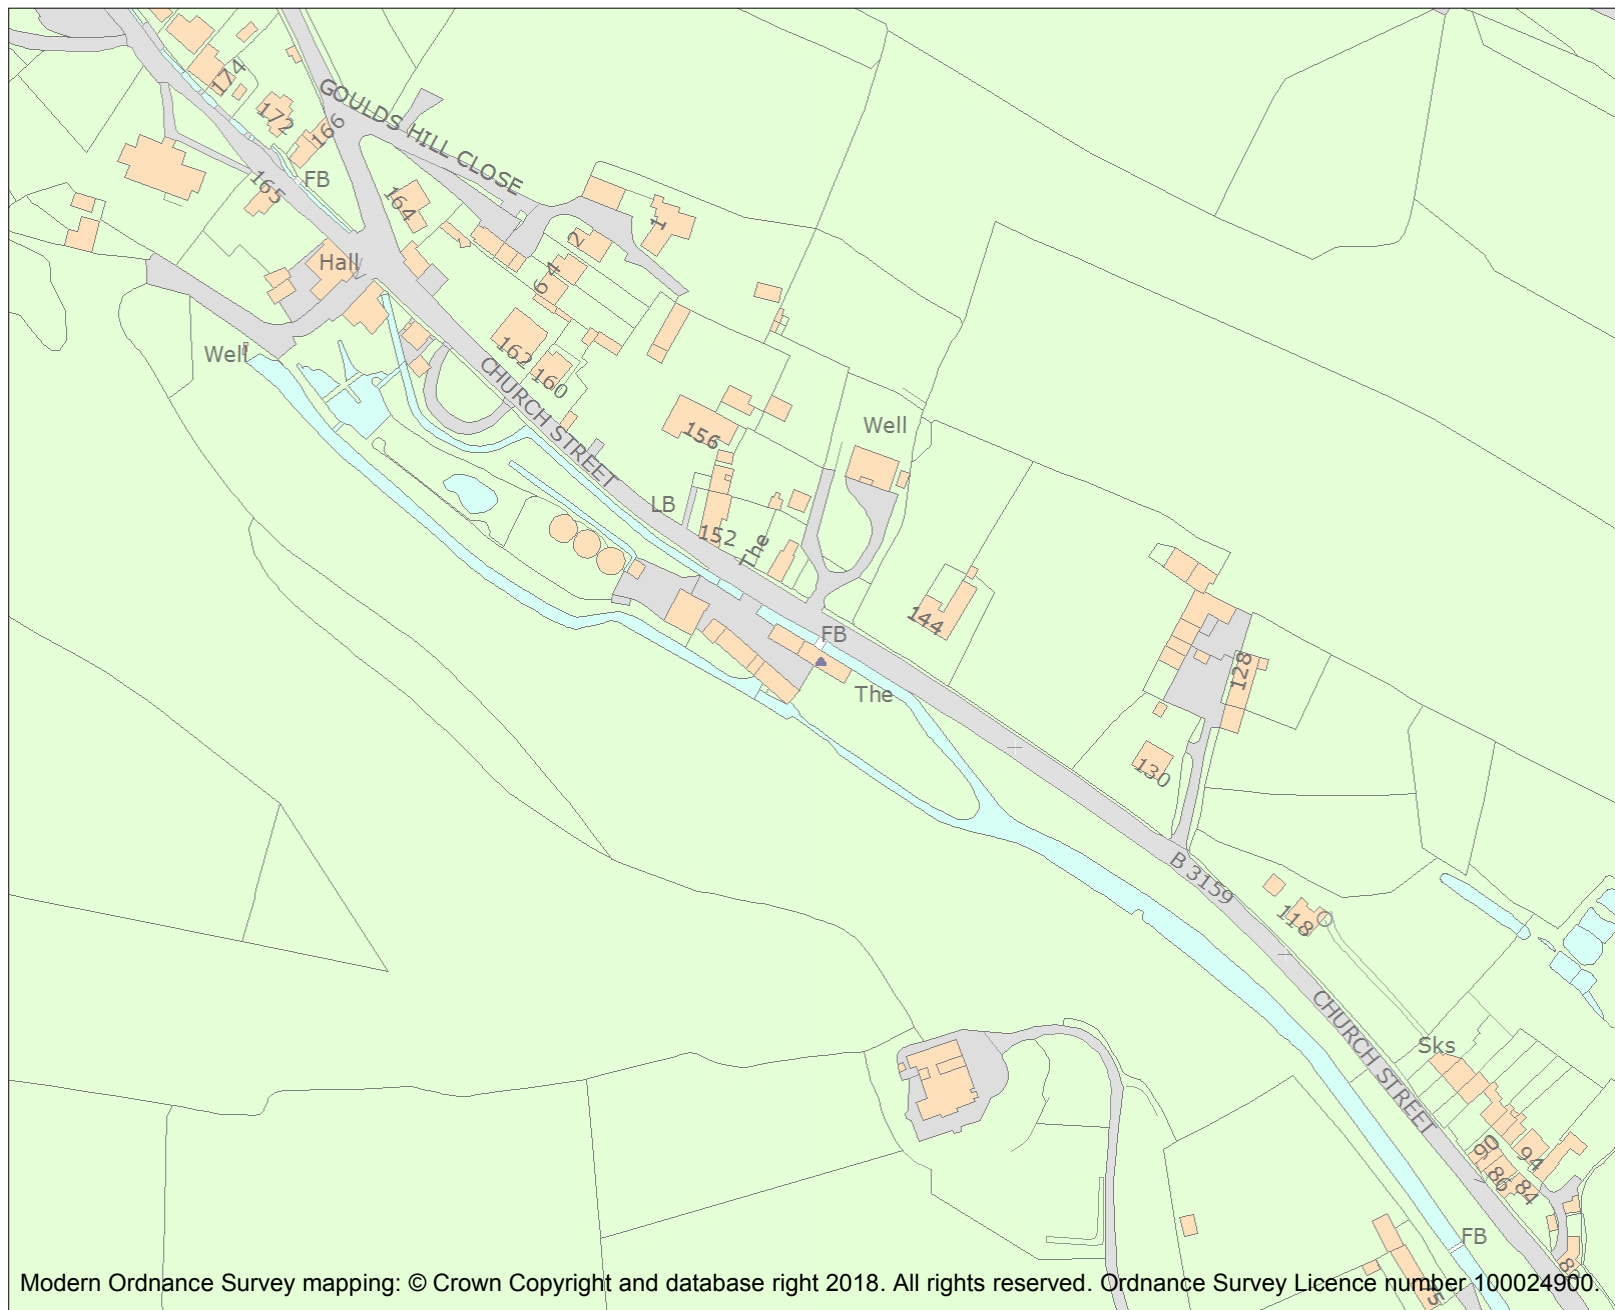 174
172
166
GOULDS HILL CLOSE
165
FB
164
1
2
Hall
4
6
Well
162
160
CHURCH STREET
156
Well
LB
152
The
144
FB
The
128
130
B 3159
118
CHURCH STREET
Sks
90
94
86
84
FB
Modern Ordnance Survey mapping: © Crown Copyright and database right 2018. All rights reserved. Ordnance Survey Licence number 100024900.